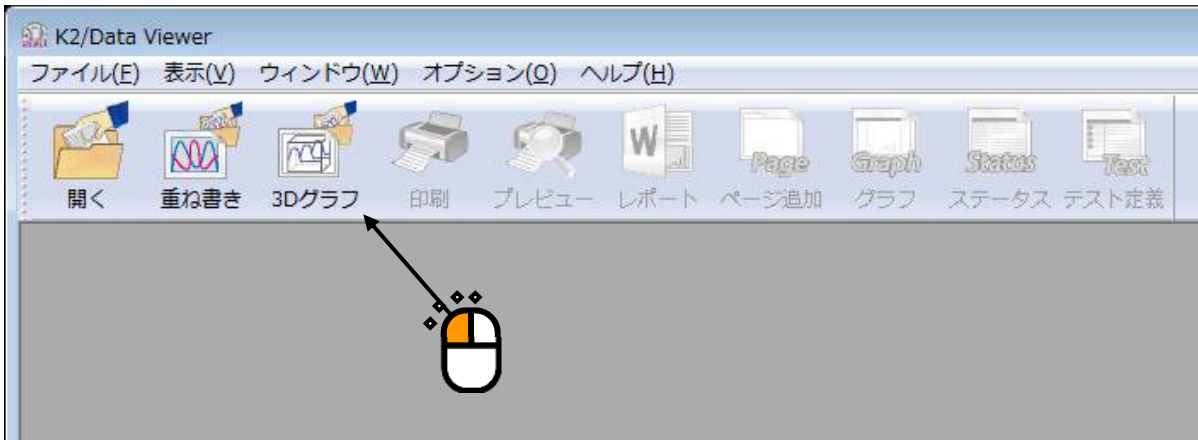 K2/Data Viewer
ファイル(F) 表示(V) ウィンドウ(W) オプション(O) ヘルプ(H)
W Page Graph Status Test
開く 重ね書き 3Dグラフ 印刷 プレビュー レポート ページ追加 グラフ ステータス テスト定義